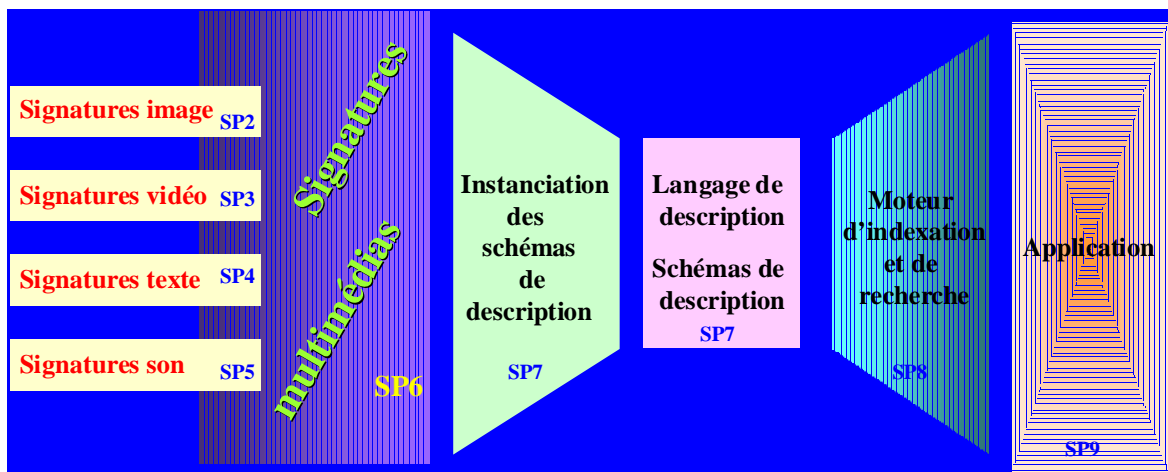 Signatures image
SP2
Signatures vidéo
SP3
Signatures texte
SP4
Signatures son
SP5
Signatures
multimédias
SP6
Instanciation
des
schémas
de
description
SP7
Langage de
description
Schémas de
description
SP7
Moteur
d'indexation
et de
recherche
SP8
Application
SP9